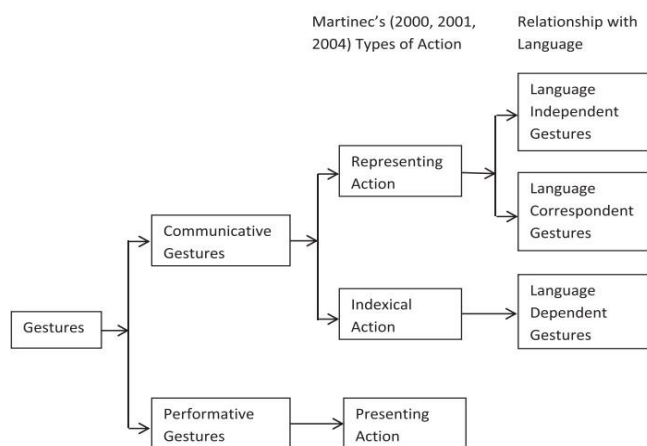 Martinec’s (2000, 2001,
2004) Types of Action
Relationship with
Language
Language
Independent
Gestures
Representing
Action
Language
Correspondent
Gestures
Communicative
Gestures
Indexical
Action
Language
Dependent
Gestures
Gestures
Performative
Gestures
Presenting
Action